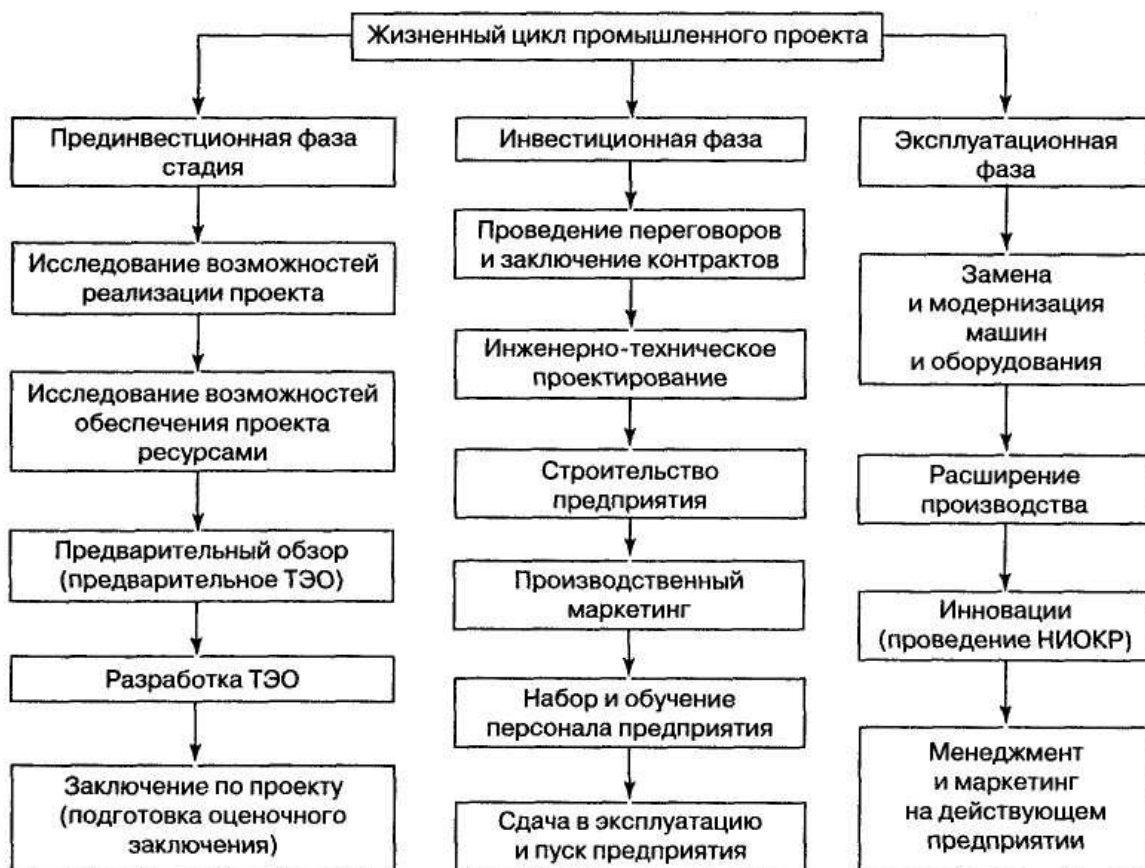 Жизненный цикл промышленного проекта
Прединвестционная фаза
стадия
Исследование возможностей
реализации проекта
Исследование возможностей
обеспечения проекта
ресурсами
Предварительный обзор
(предварительное ТЭО)
Разработка ТЭО
Заключение по проекту
(подготовка оценочного
заключения)
Инвестиционная фаза
Проведение переговоров
и заключение контрактов
Инженерно-техническое
проектирование
Строительство
предприятия
Производственный
маркетинг
Набор и обучение
персонала предприятия
Сдача в эксплуатацию
и пуск предприятия
Эксплуатационная
фаза
Замена
и модернизация
машин
и оборудования
Расширение
производства
Инновации
(проведение НИОКР)
Менеджмент
и маркетинг
на действующем
предприятии